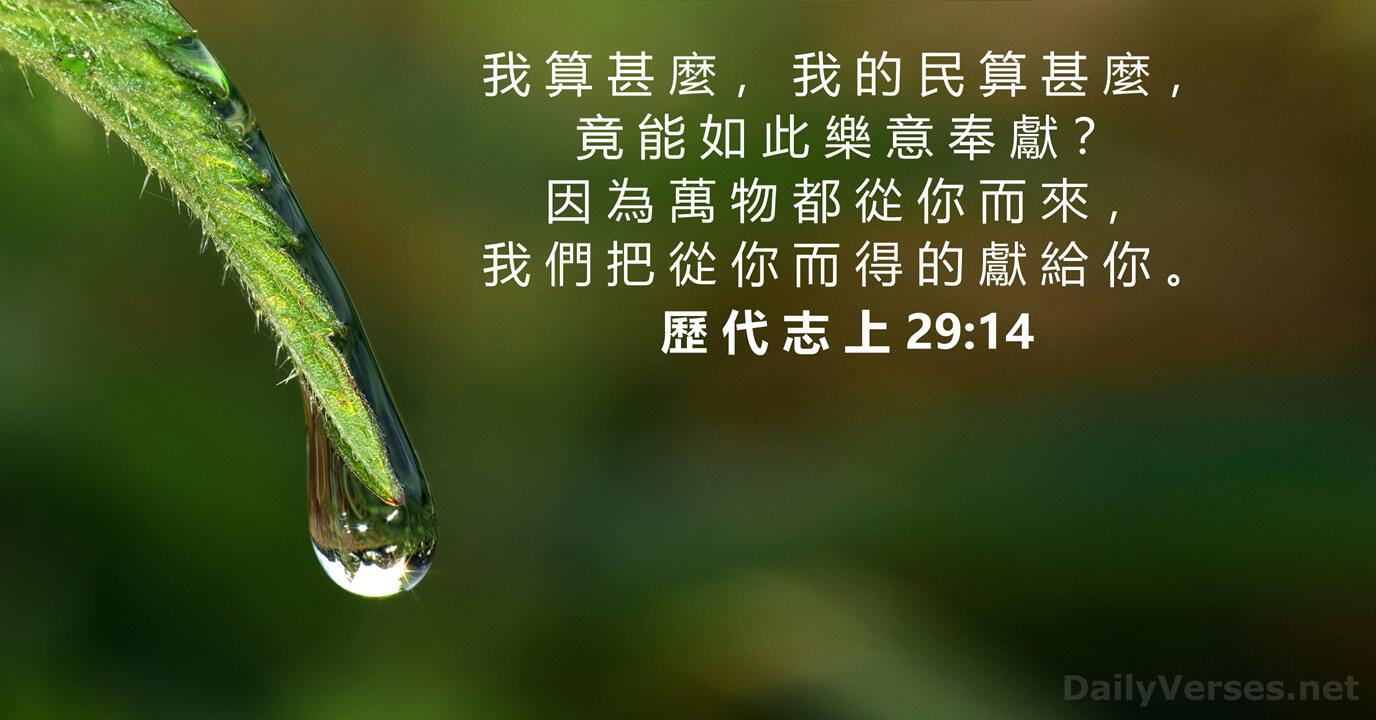 我算甚麼，我的民算甚麼，
竟能如此樂意奉獻？
因為萬物都從你而來，
我們把從你而得的獻給你。
歷代志上 29:14
DailyVerses.net